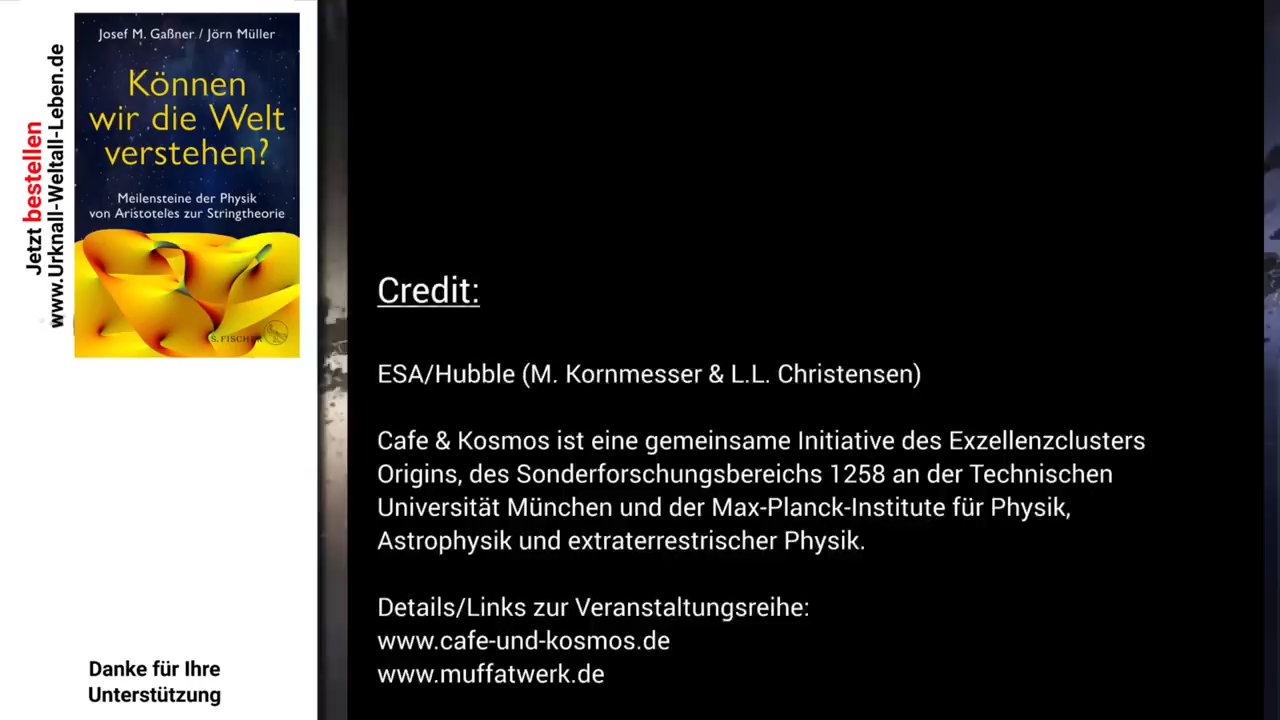 Jetzt bestellen
www.Urknall-Weltall-Leben.de
Josef M. Gaßner / Jörn Müller
Können
wir die Welt
verstehen?
Meilensteine der Physik
von Aristoteles zur Stringtheorie
S. FISCHER
Danke für Ihre
Unterstützung
Credit:
ESA/Hubble (M. Kornmesser & L.L. Christensen)
Cafe & Kosmos ist eine gemeinsame Initiative des Exzellenzclusters
Origins, des Sonderforschungsbereichs 1258 an der Technischen
Universität München und der Max-Planck-Institute für Physik,
Astrophysik und extraterrestrischer Physik.
Details/Links zur Veranstaltungsreihe:
www.cafe-und-kosmos.de
www.muffatwerk.de